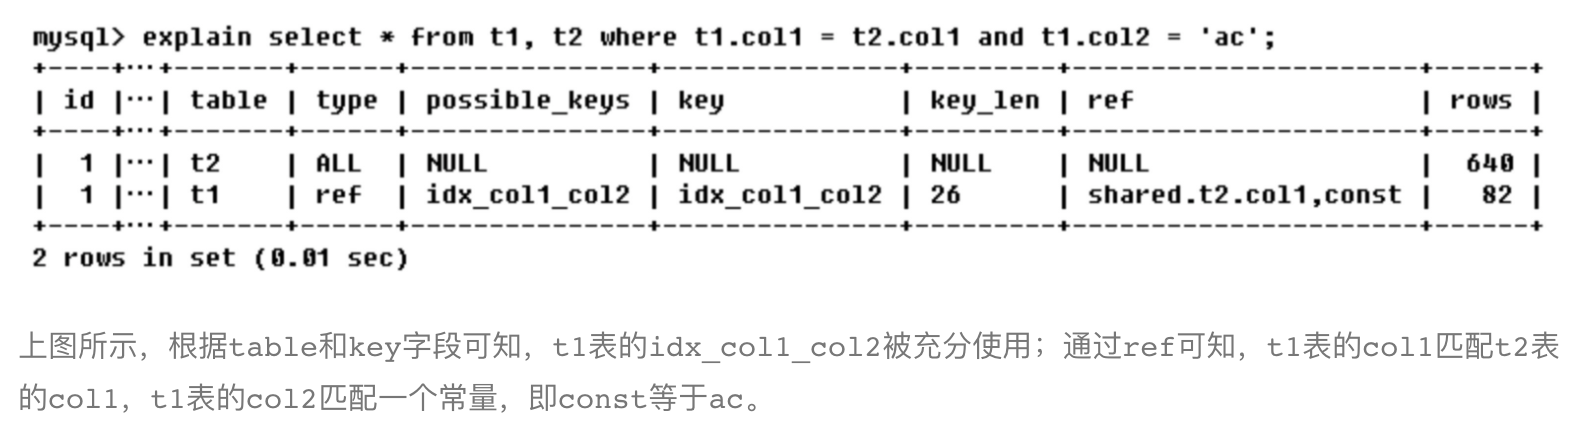 mysql> explain select * from t1, t2 where t1.col1 = t2.col1 and t1.col2 = 'ac';
+----+···+-------+------+---------------+---------------+---------+----------------------+------+
| id |···| table | type | possible_keys | key           | key_len | ref                  | rows |
+----+···+-------+------+---------------+---------------+---------+----------------------+------+
|  1 |···| t2    | ALL  | NULL          | NULL          | NULL    | NULL                 |  640 |
|  1 |···| t1    | ref  | idx_col1_col2 | idx_col1_col2 | 26      | shared.t2.col1,const |   82 |
+----+···+-------+------+---------------+---------------+---------+----------------------+------+
2 rows in set (0.01 sec)
上图所示，根据table和key字段可知，t1表的idx_col1_col2被充分使用；通过ref可知，t1表的col1匹配t2表
的col1，t1表的col2匹配一个常量，即const等于ac。